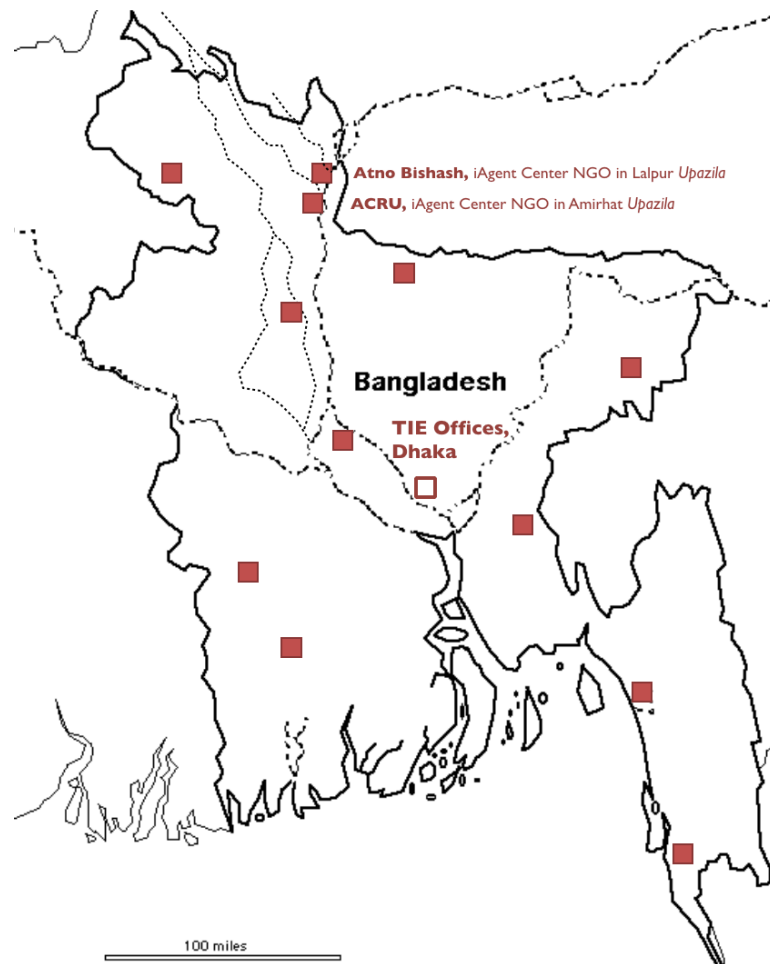 Atno Bishash, iAgent Center NGO in Lalpur Upazila
ACRU, iAgent Center NGO in Amirhat Upazila
Bangladesh
TIE Offices,
Dhaka
100 miles